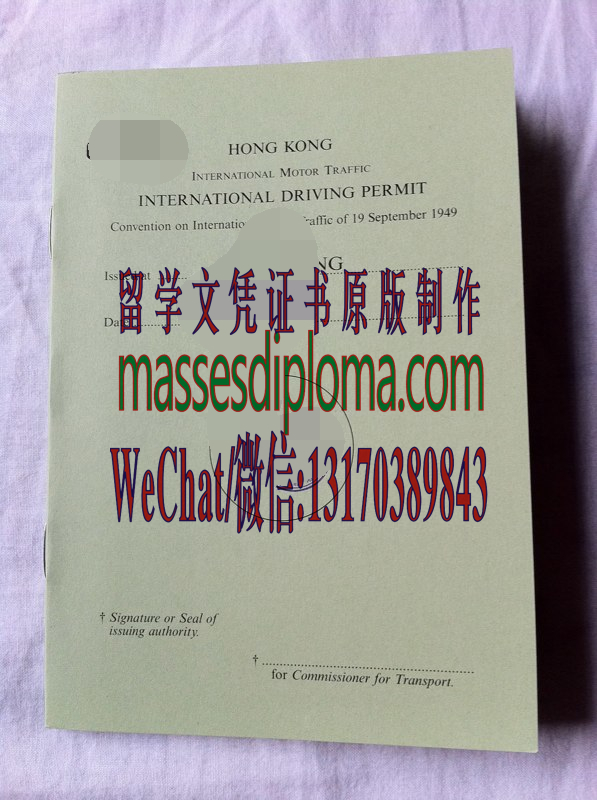 HONG KONG
INTERNATIONAL MOTOR TRAFFIC
INTERNATIONAL DRIVING PERMIT
Convention on Traffic of 19 September 1949
留学文凭证书原版制作
massesdiploma.com
WeChat/微信:13170389843
† Signature or Seal of
issuing authority.
† ........................................
for Commissioner for Transport.